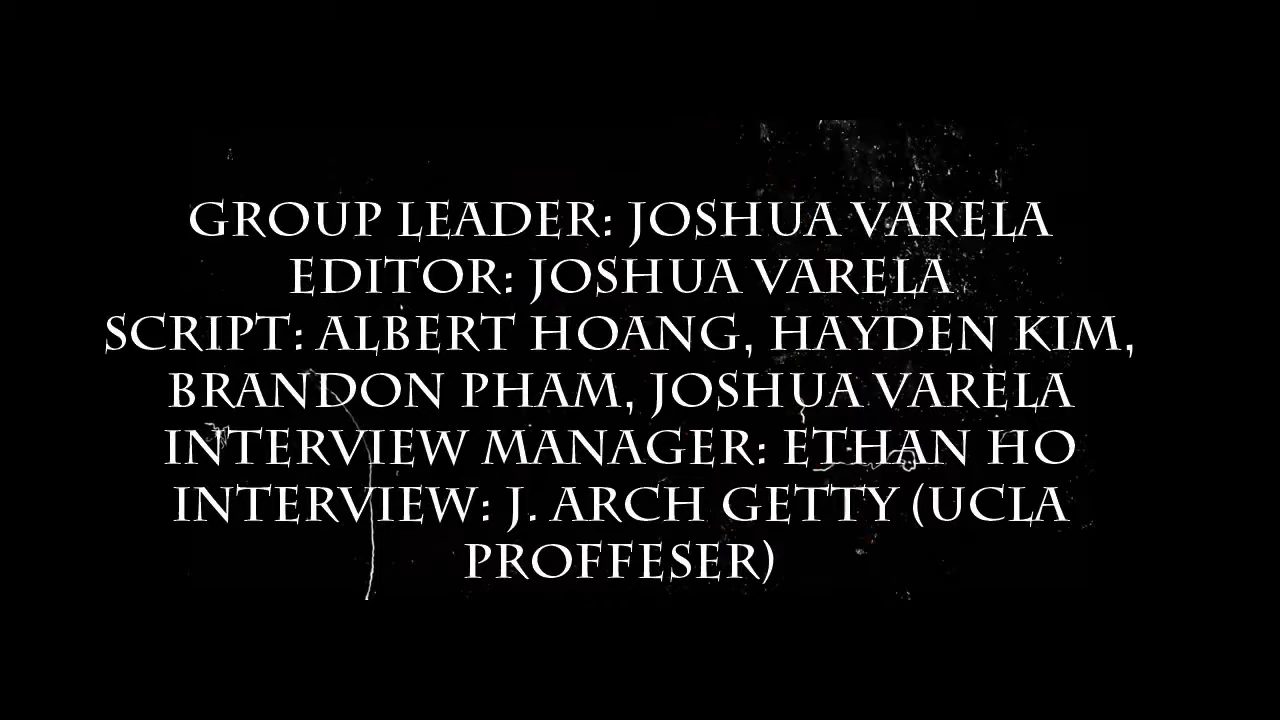 GROUP LEADER: JOSHUA VARELA
EDITOR: JOSHUA VARELA
SCRIPT: ALBERT HOANG, HAYDEN KIM,
BRANDON PHAM, JOSHUA VARELA
INTERVIEW MANAGER: ETHAN HO
INTERVIEW: J. ARCH GETTY (UCLA
PROFFESER)